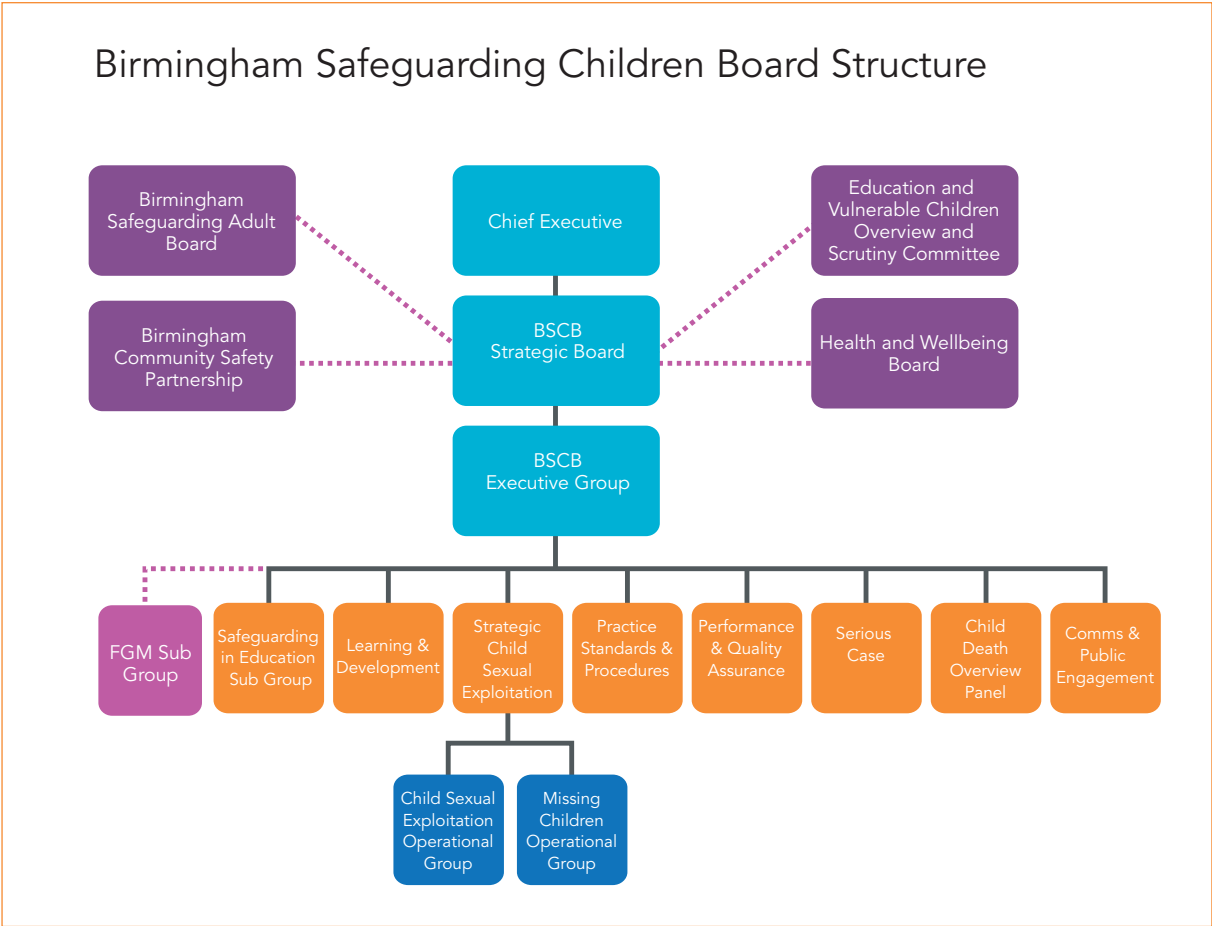 Birmingham Safeguarding Children Board Structure
Birmingham
Safeguarding Adult
Board
Chief Executive
Education and
Vulnerable Children
Overview and
Scrutiny Committee
Birmingham
Community Safety
Partnership
BSCB
Strategic Board
Health and Wellbeing
Board
BSCB
Executive Group
FGM Sub
Group
Safeguarding
in Education
Sub Group
Learning &
Development
Strategic
Child
Sexual
Exploitation
Practice
Standards &
Procedures
Performance
& Quality
Assurance
Serious
Case
Child
Death
Overview
Panel
Comms &
Public
Engagement
Child Sexual
Exploitation
Operational
Group
Missing
Children
Operational
Group